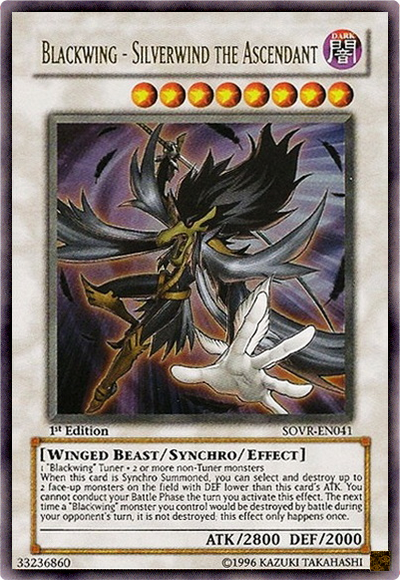 BLACKWING - SILVERWIND THE ASCENDANT
DARK
闇
1st Edition
SOVR-EN041
[WINGED BEAST/SYNCHRO/EFFECT]
1 "Blackwing" Tuner + 2 or more non-Tuner monsters
When this card is Synchro Summoned, you can select and destroy up to
2 face-up monsters on the field with DEF lower than this card's ATK. You
cannot conduct your Battle Phase the turn you activate this effect. The next
time a "Blackwing" monster you control would be destroyed by battle during
your opponent's turn, it is not destroyed, this effect only happens once.
ATK/2800 DEF/2000
33236860
©1996 KAZUKI TAKAHASHI